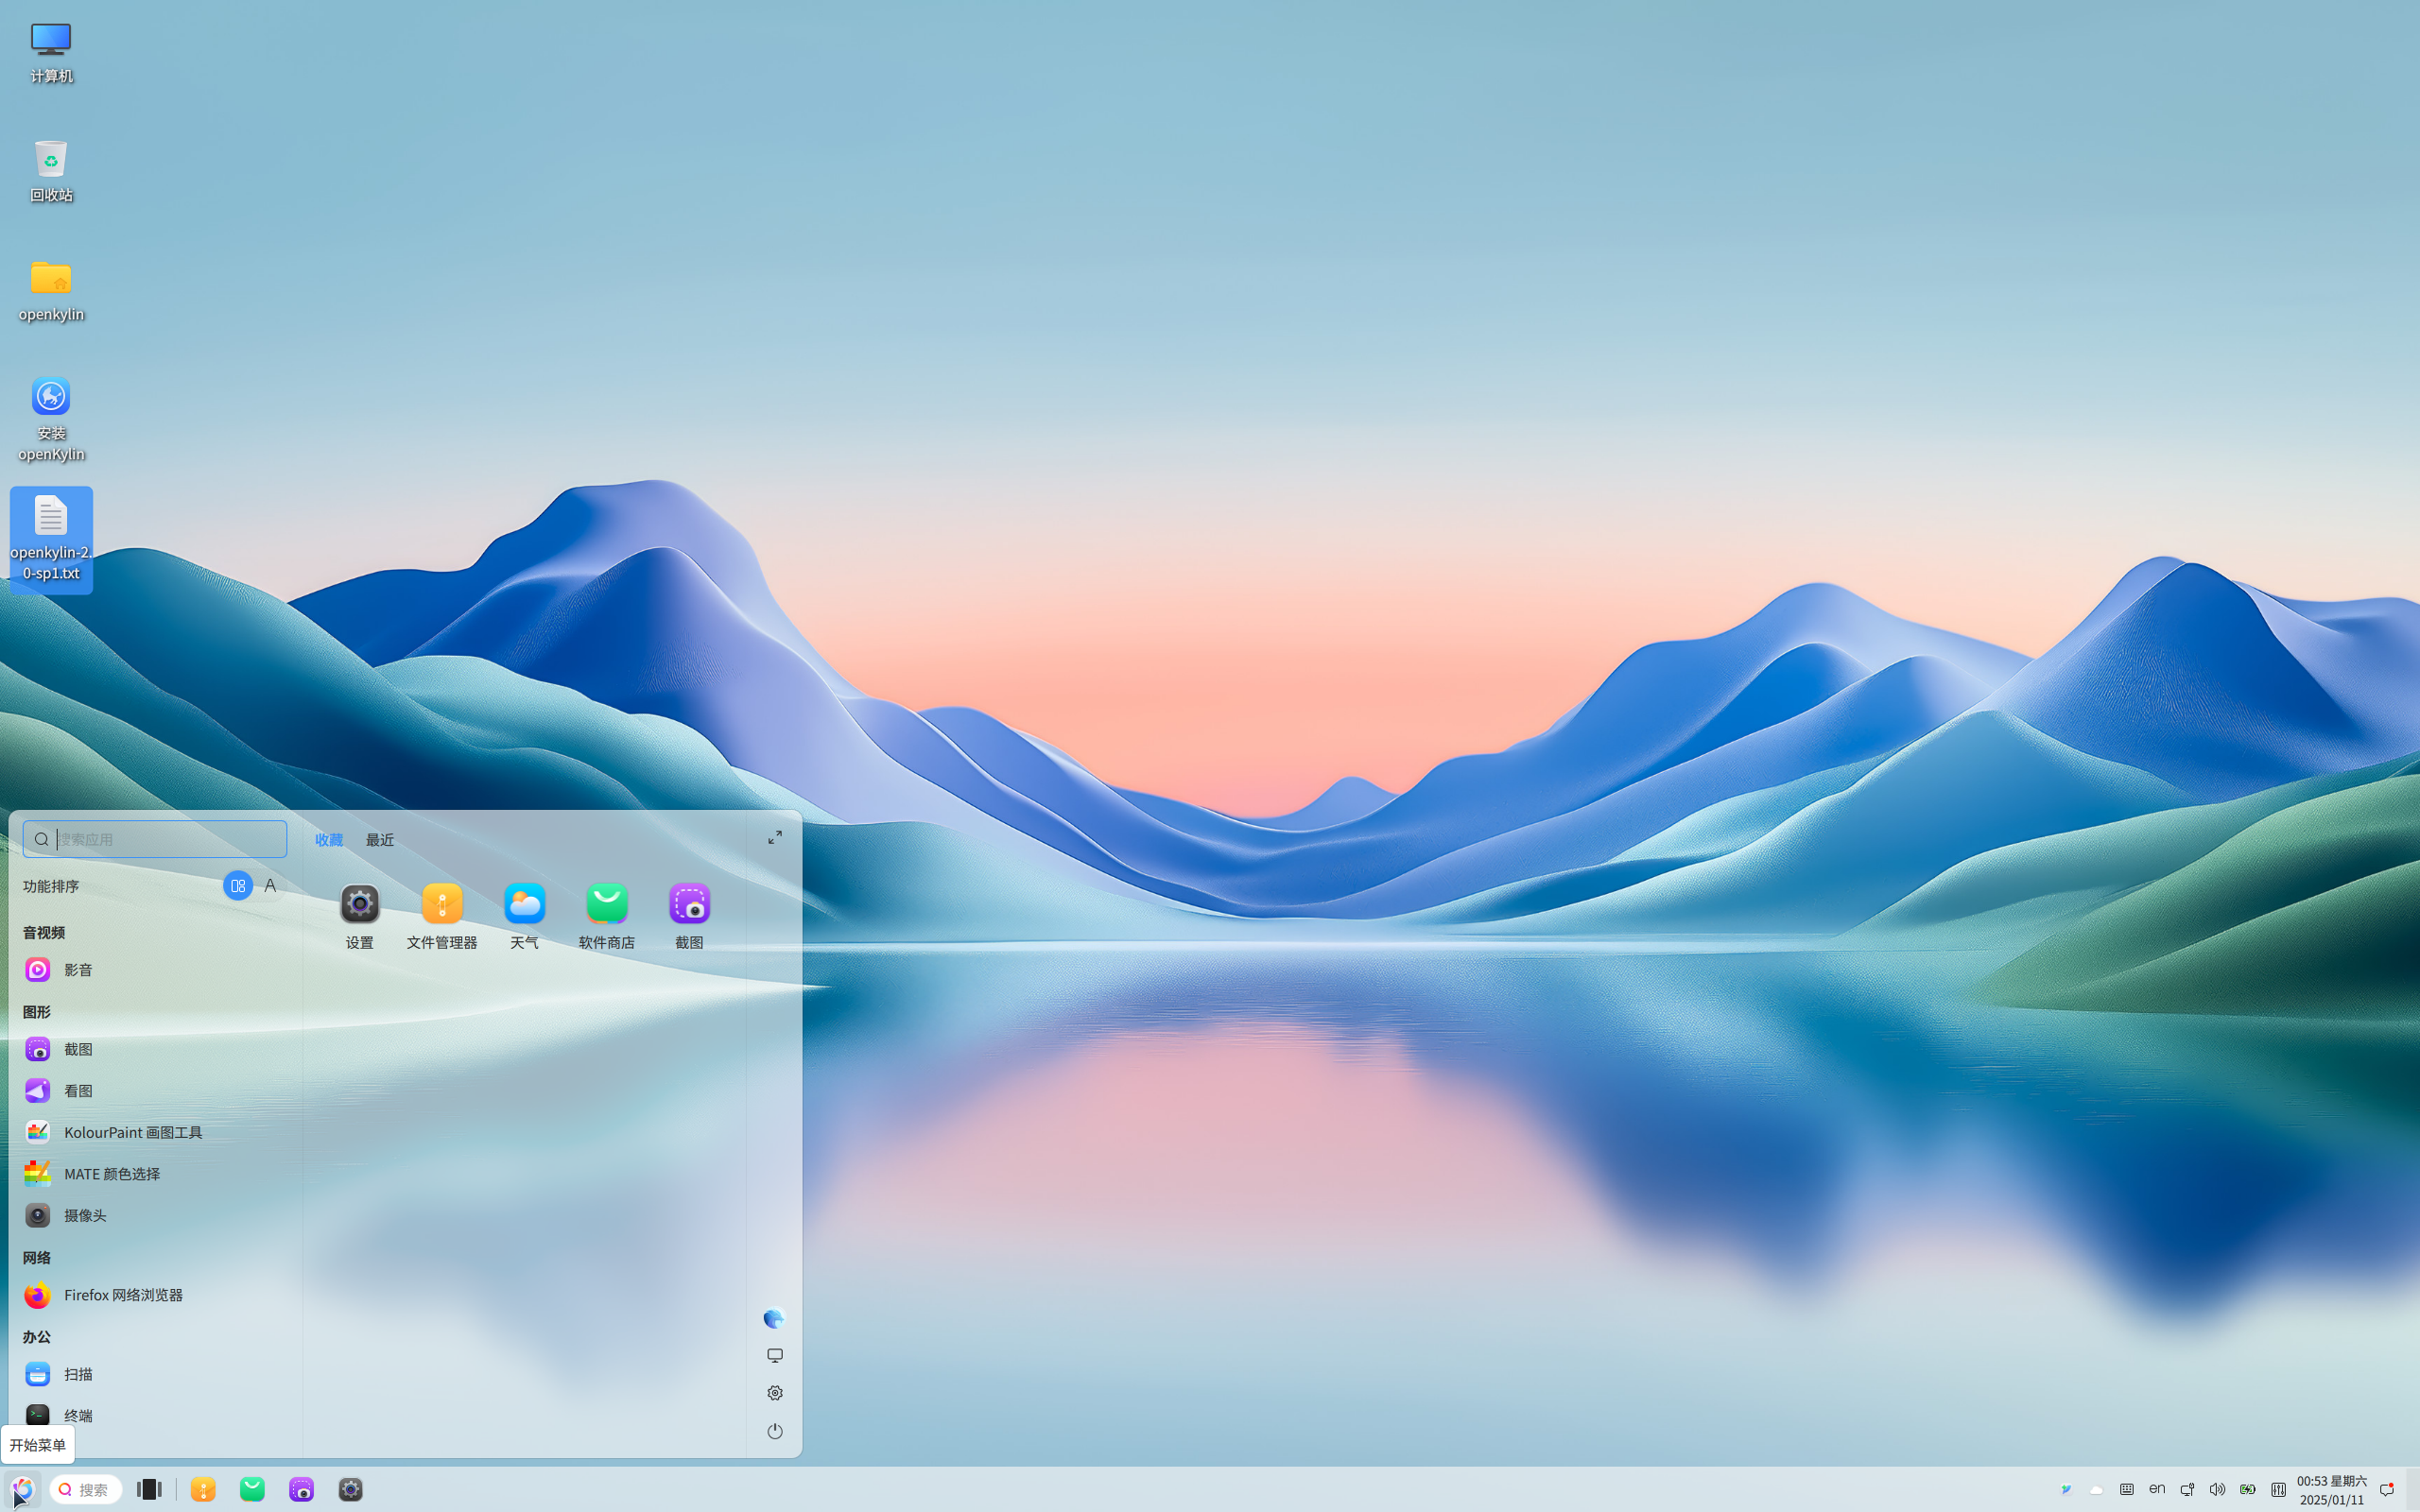 计算机
回收站
openkylin
安装
openKylin
openkylin-2.
0-sp1.txt
搜索应用
收藏
最近
功能排序
A
设置
文件管理器
天气
软件商店
截图
音视频
影音
图形
截图
看图
KolourPaint 画图工具
MATE 颜色选择
摄像头
网络
Firefox 网络浏览器
办公
扫描
终端
开始菜单
搜索
en
00:53 星期六
2025/01/11